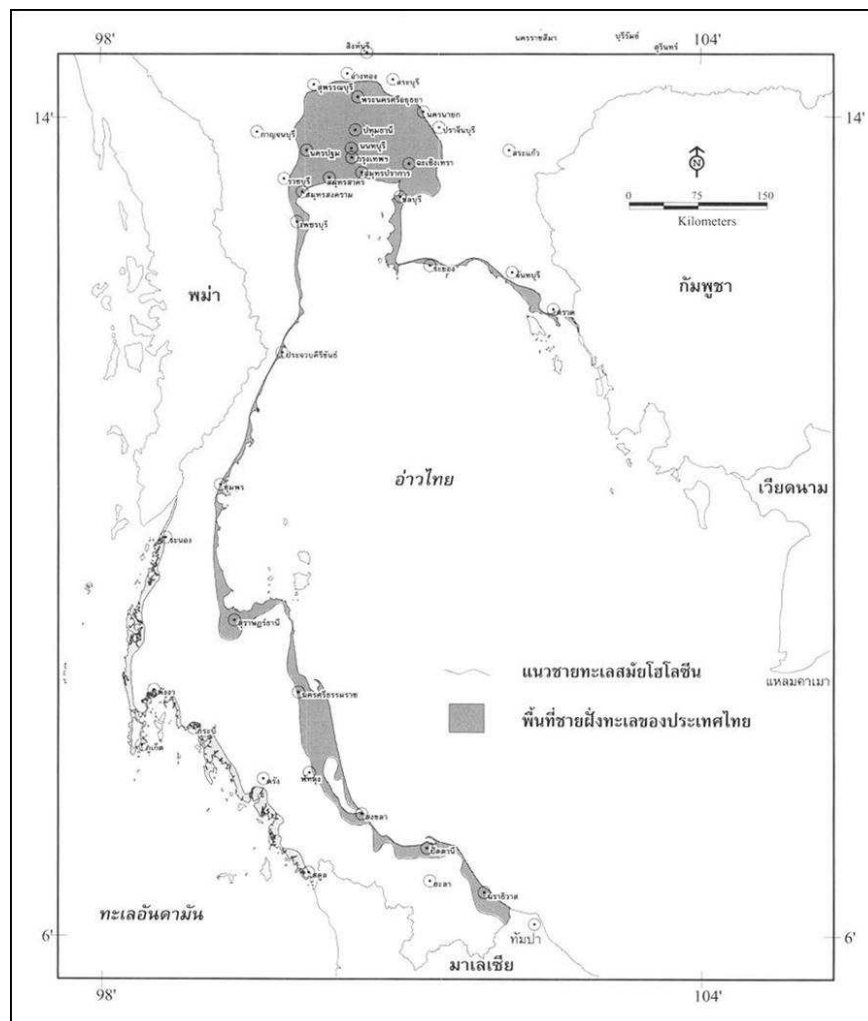 98'
104'
สิงห์บุรี
นครราชสีมา
บุรีรัมย์
สุรินทร์
อ่างทอง
สระบุรี
สุพรรณบุรี
พระนครศรีอยุธยา
14'
นครนายก
14'
กาญจนบุรี
ปทุมธานี
ปราจีนบุรี
นครปฐม
นนทบุรี
สระแก้ว
กรุงเทพฯ
ฉะเชิงเทรา
N
ราชบุรี
สมุทรสาคร
สมุทรปราการ
สมุทรสงคราม
ชลบุรี
0 75 150
Kilometers
เพชรบุรี
ระยอง
จันทบุรี
พม่า
กัมพูชา
ตราด
ประจวบคีรีขันธ์
อ่าวไทย
ชุมพร
เวียดนาม
ระนอง
สุราษฎร์ธานี
แนวชายทะเลสมัยโฮโลซีน
แหลมคาเมา
พังงา
นครศรีธรรมราช
พื้นที่ชายฝั่งทะเลของประเทศไทย
กระบี่
ภูเก็ต
ตรัง
พัทลุง
สงขลา
ปัตตานี
สตูล
ยะลา
นราธิวาส
ทะเลอันดามัน
6'
ทัมปา
6'
มาเลเซีย
98'
104'